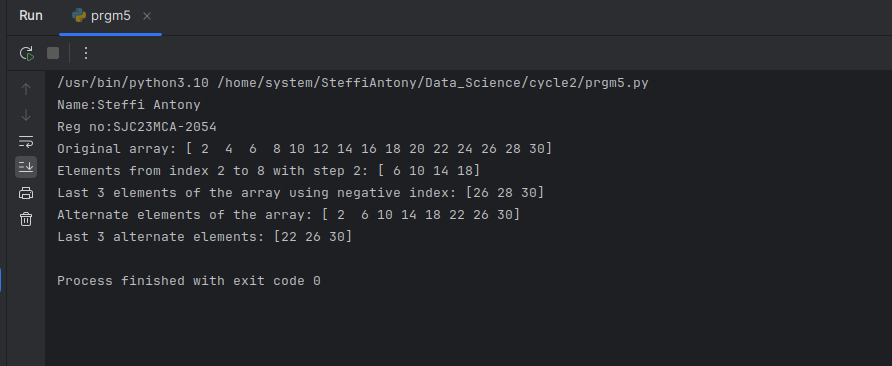 Run prgm5
/usr/bin/python3.10 /home/system/SteffiAntony/Data_Science/cycle2/prgm5.py
Name:Steffi Antony
Reg no:SJC23MCA-2054
Original array: [ 2  4  6  8 10 12 14 16 18 20 22 24 26 28 30]
Elements from index 2 to 8 with step 2: [ 6 10 14 18]
Last 3 elements of the array using negative index: [26 28 30]
Alternate elements of the array: [ 2  6 10 14 18 22 26 30]
Last 3 alternate elements: [22 26 30]
Process finished with exit code 0